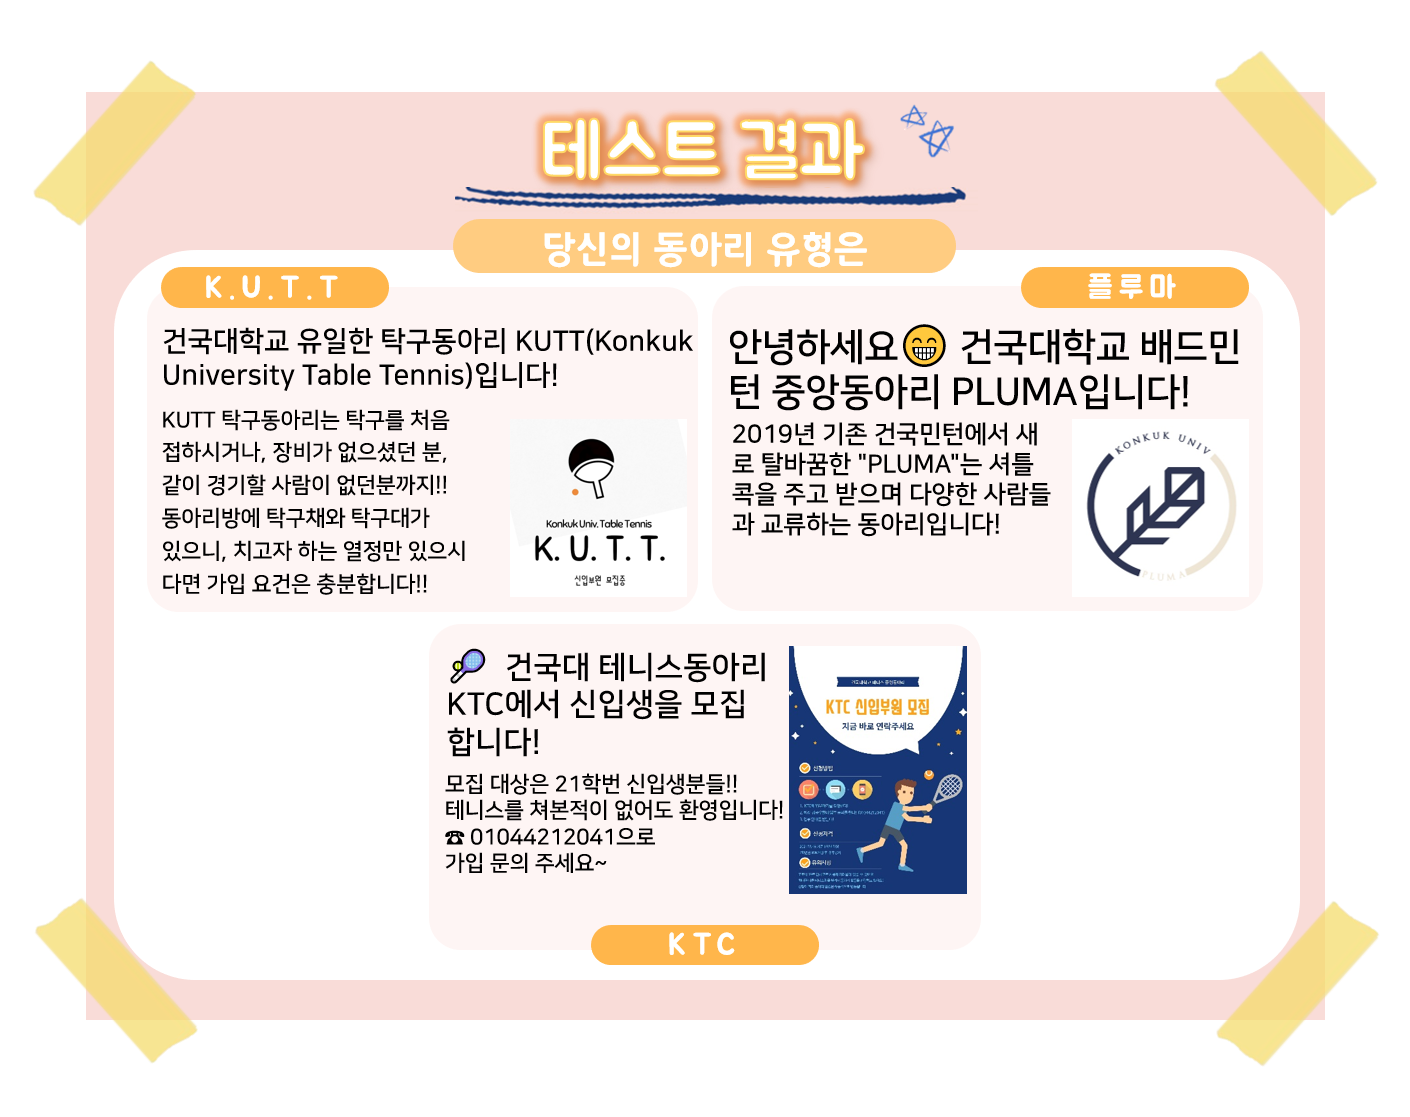 테스트 결과
당신의 동아리 유형은
K.U.T.T
건국대학교 유일한 탁구동아리 KUTT(Konkuk
University Table Tennis)입니다!
KUTT 탁구동아리는 탁구를 처음
접하시거나, 장비가 없으셨던 분,
같이 경기할 사람이 없던분까지!!
동아리방에 탁구채와 탁구대가
있으니, 치고자 하는 열정만 있으시
다면 가입 요건은 충분합니다!!
Konkuk Univ. Table Tennis
K. U. T. T.
신입부원 모집중
플루마
안녕하세요😁 건국대학교 배드민
턴 중앙동아리 PLUMA입니다!
2019년 기존 건국민턴에서 새
로 탈바꿈한 "PLUMA"는 셔틀
콕을 주고 받으며 다양한 사람들
과 교류하는 동아리입니다!
KONKUK UNIV
PLUMA
🎾 건국대 테니스동아리
KTC에서 신입생을 모집
합니다!
모집 대상은 21학번 신입생분들!!
테니스를 쳐본적이 없어도 환영입니다!
☎ 01044212041으로
가입 문의 주세요~
KTC 신입부원 모집
지금 바로 연락주세요
신청방법
신청자격
유의사항
KTC